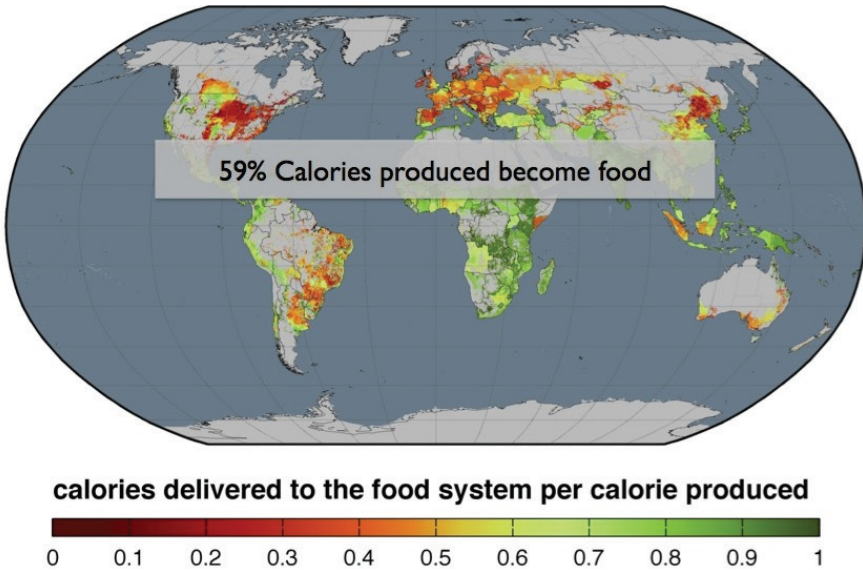 59% Calories produced become food
calories delivered to the food system per calorie produced
0 0.1 0.2 0.3 0.4 0.5 0.6 0.7 0.8 0.9 1